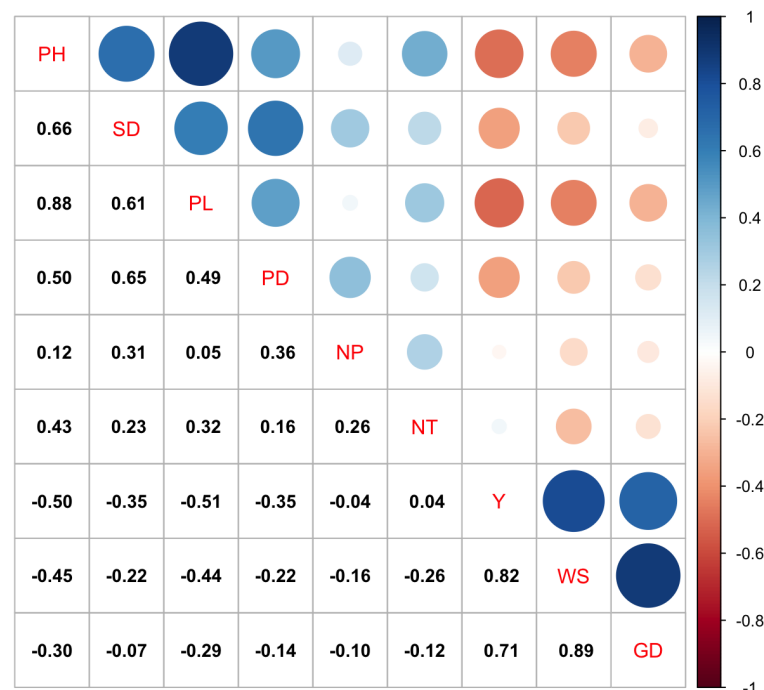 PH
0.66 SD
0.88 0.61 PL
0.50 0.65 0.49 PD
0.12 0.31 0.05 0.36 NP
0.43 0.23 0.32 0.16 0.26 NT
-0.50 -0.35 -0.51 -0.35 -0.04 0.04 Y
-0.45 -0.22 -0.44 -0.22 -0.16 -0.26 0.82 WS
-0.30 -0.07 -0.29 -0.14 -0.10 -0.12 0.71 0.89 GD
1
0.8
0.6
0.4
0.2
0
-0.2
-0.4
-0.6
-0.8
-1